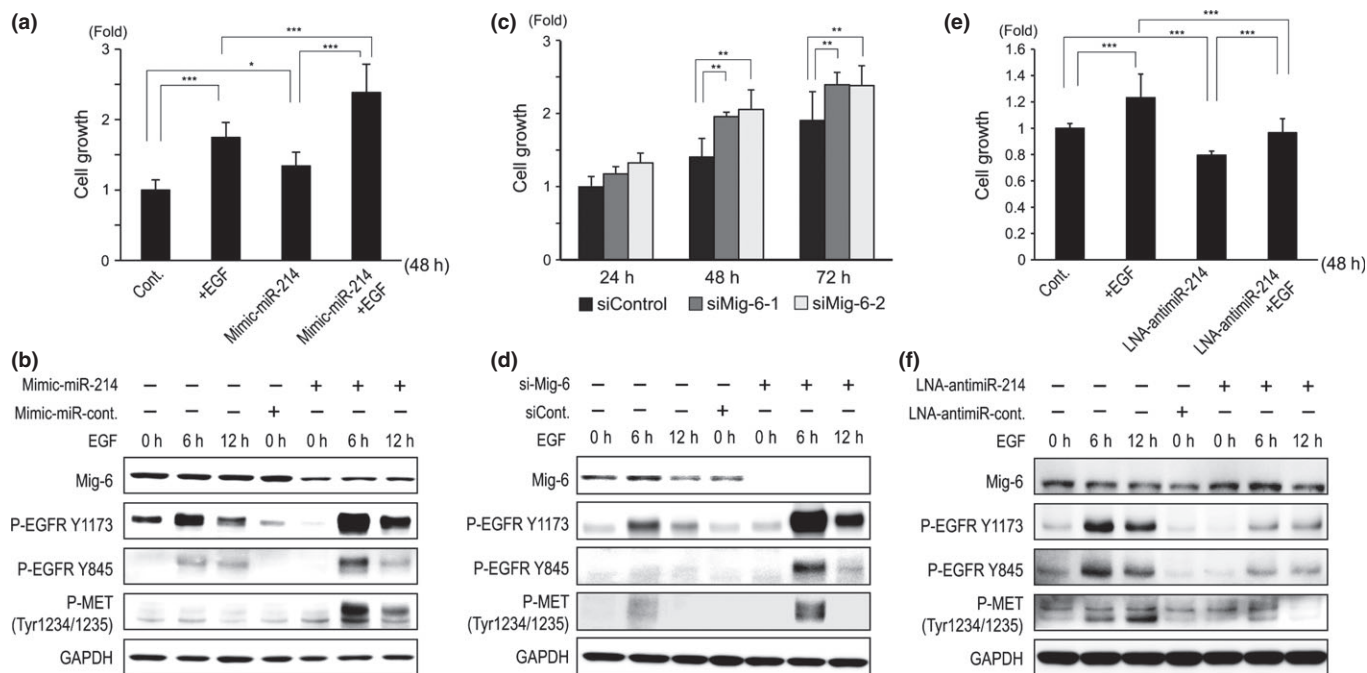 (a)
(Fold)
Cell growth
3
2
1
0
***
***
*
***
Cont.
+EGF
Mimic-miR-214
Mimic-miR-214
+EGF
(48 h)
(c)
(Fold)
Cell growth
3
2
1
0
**
**
**
**
24 h 48 h 72 h
siControl siMig-6-1 siMig-6-2
(e)
(Fold)
Cell growth
1.6
1.4
1.2
1
0.8
0.6
0.4
0.2
0
***
***
***
***
Cont.
+EGF
LNA-antimiR-214
LNA-antimiR-214
+EGF
(48 h)
(b)
Mimic-miR-214 – – – – + + +
Mimic-miR-cont. – – – + – – –
EGF 0 h 6 h 12 h 0 h 0 h 6 h 12 h
Mig-6
P-EGFR Y1173
P-EGFR Y845
P-MET
(Tyr1234/1235)
GAPDH
(d)
si-Mig-6 – – – – + + +
siCont. – – – + – – –
EGF 0 h 6 h 12 h 0 h 0 h 6 h 12 h
Mig-6
P-EGFR Y1173
P-EGFR Y845
P-MET
(Tyr1234/1235)
GAPDH
(f)
LNA-antimiR-214 – – – – + + +
LNA-antimiR-cont. – – – + – – –
EGF 0 h 6 h 12 h 0 h 0 h 6 h 12 h
Mig-6
P-EGFR Y1173
P-EGFR Y845
P-MET
(Tyr1234/1235)
GAPDH